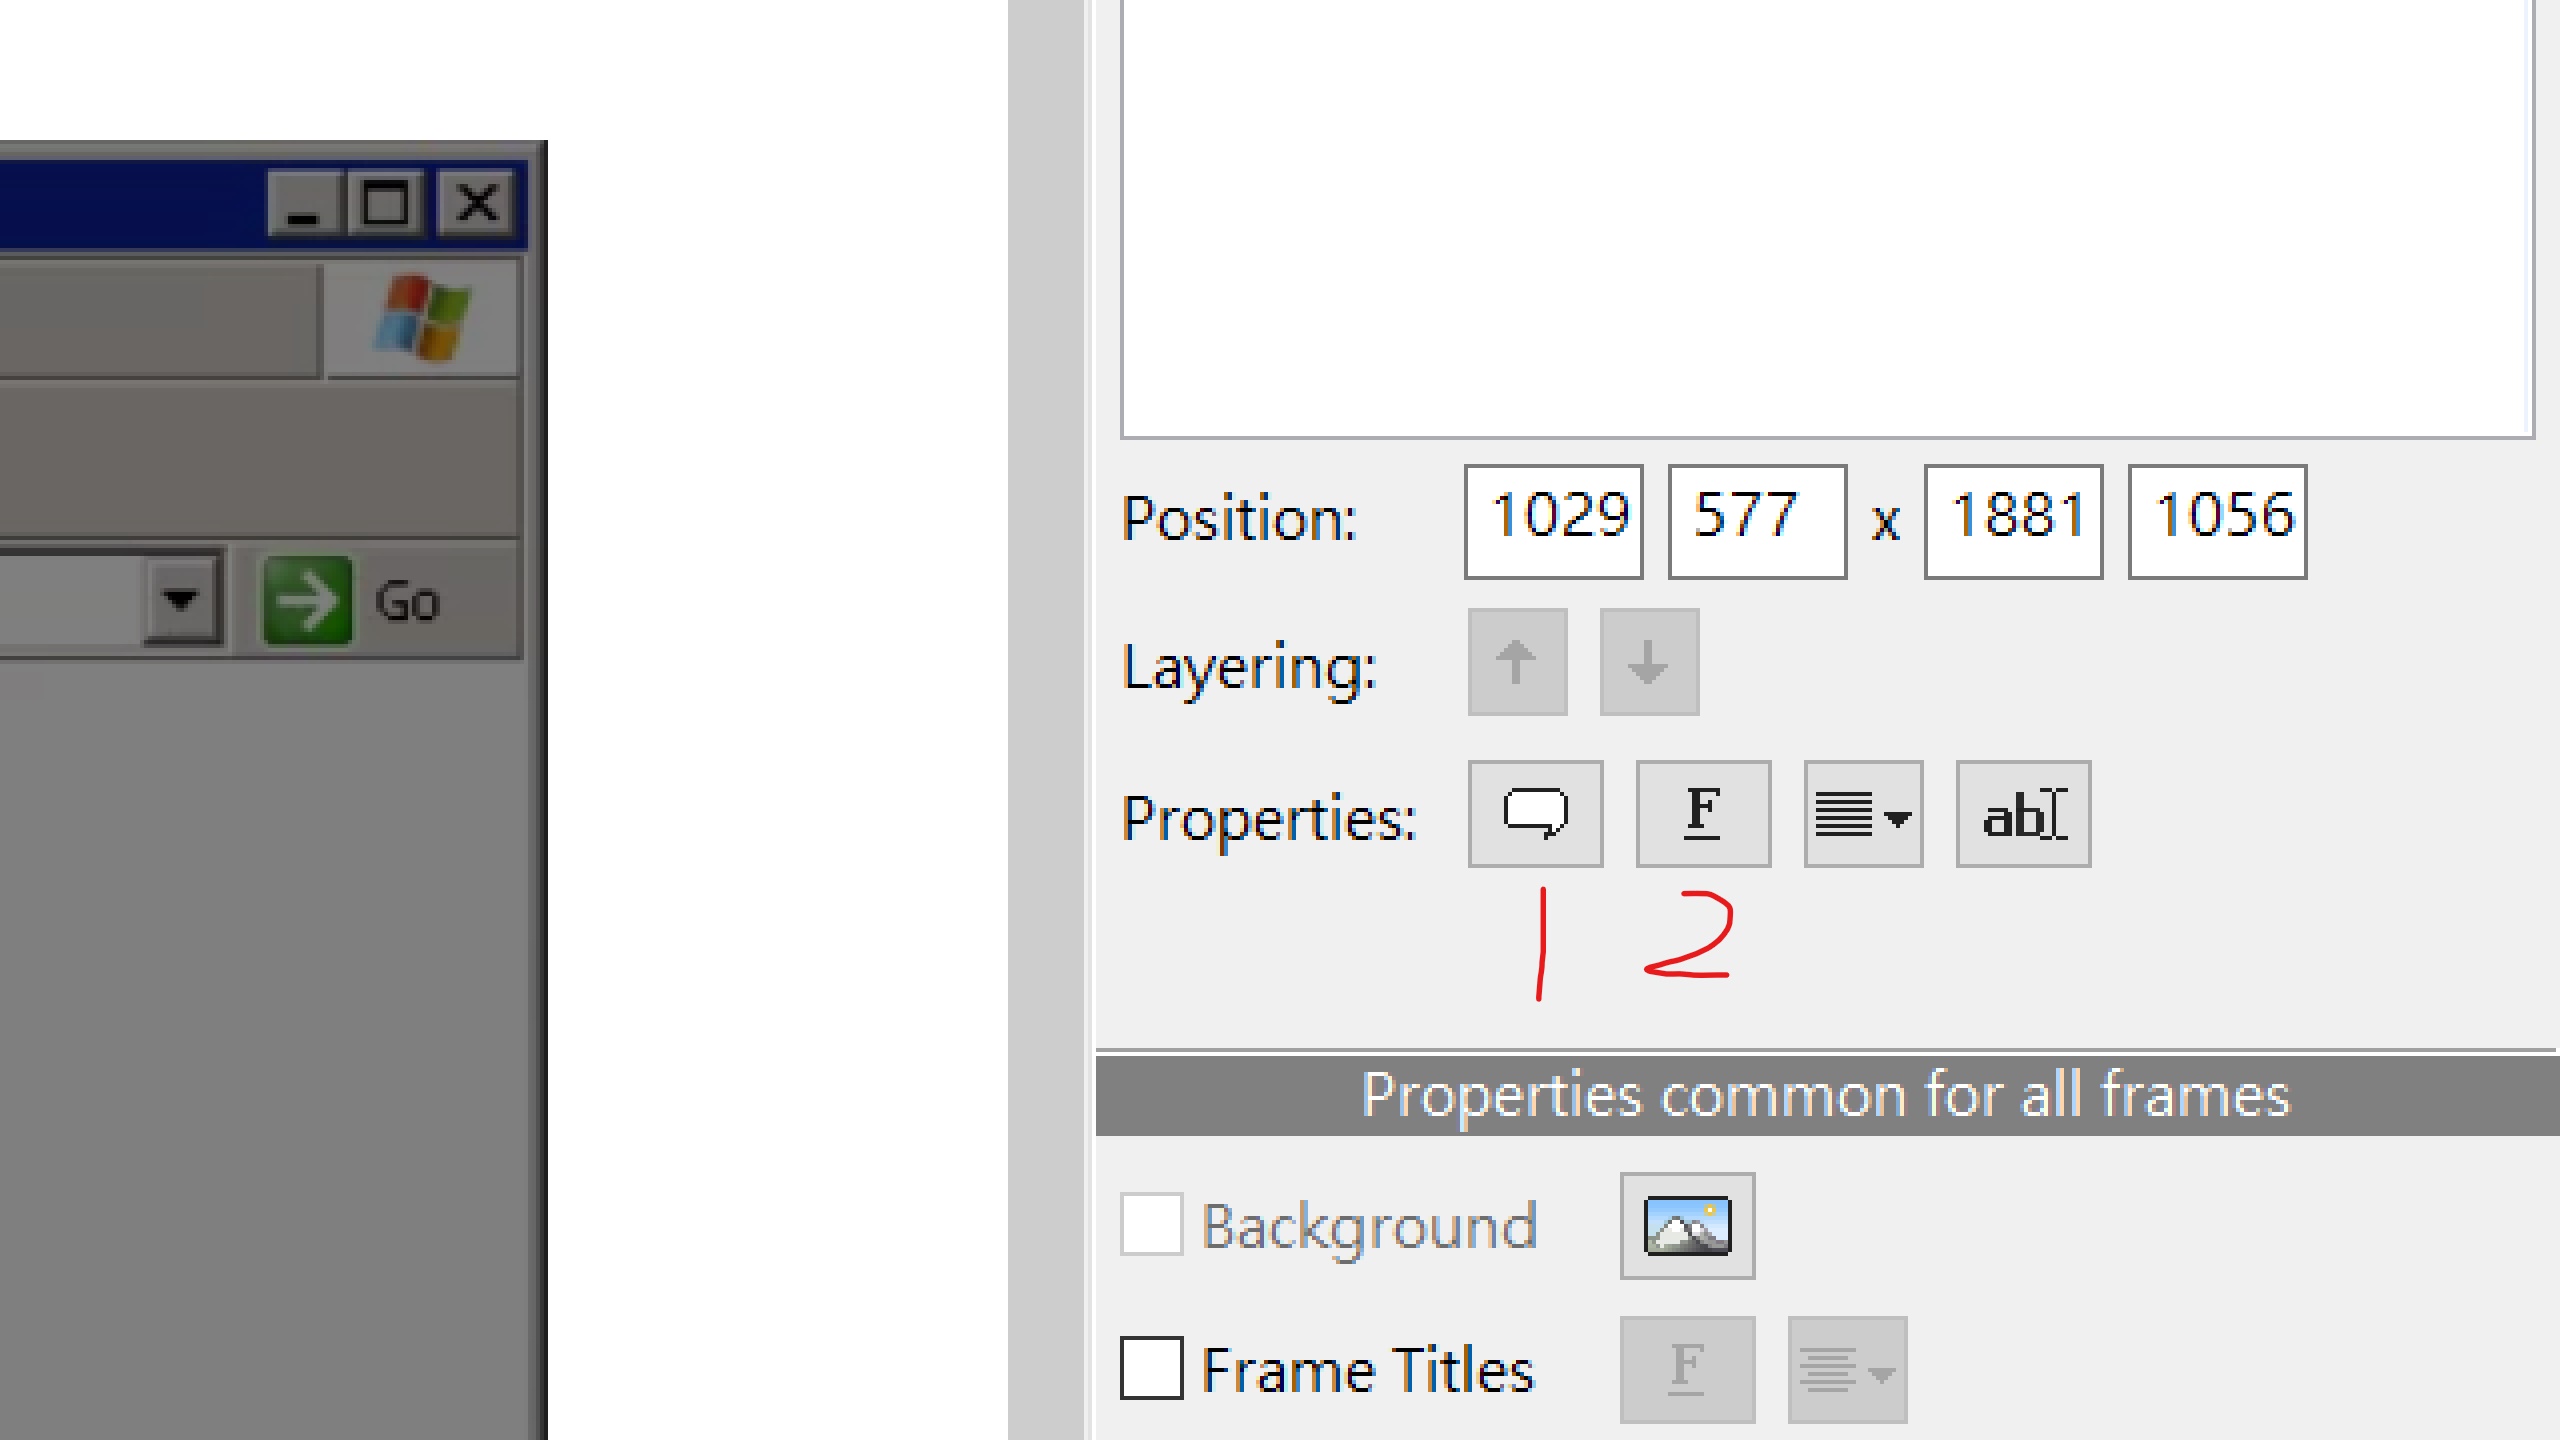 Go
Position: 1029 577 x 1881 1056
Layering:
Properties: F ab
1 2
Properties common for all frames
Background
Frame Titles F